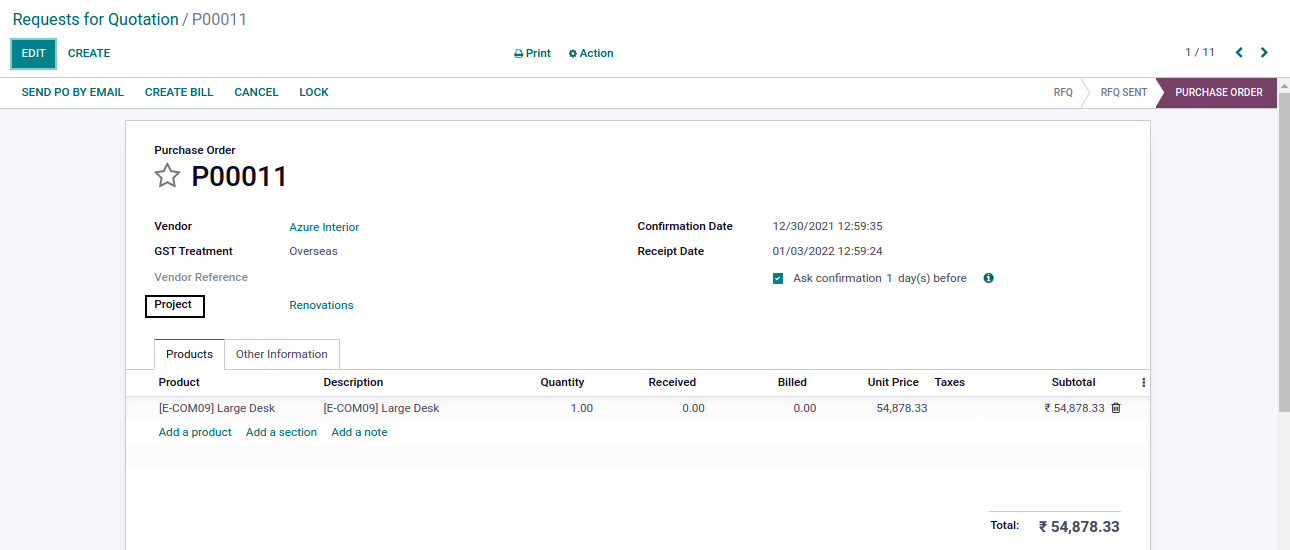 Requests for Quotation / P00011
EDIT CREATE Print Action 1 / 11
SEND PO BY EMAIL CREATE BILL CANCEL LOCK RFQ RFQ SENT PURCHASE ORDER
Purchase Order
P00011
Vendor Azure Interior Confirmation Date 12/30/2021 12:59:35
GST Treatment Overseas Receipt Date 01/03/2022 12:59:24
Vendor Reference Ask confirmation 1 day(s) before
Project Renovations
Products Other Information
Product Description Quantity Received Billed Unit Price Taxes Subtotal
[E-COM09] Large Desk [E-COM09] Large Desk 1.00 0.00 0.00 54,878.33 ₹ 54,878.33
Add a product Add a section Add a note
Total: ₹ 54,878.33